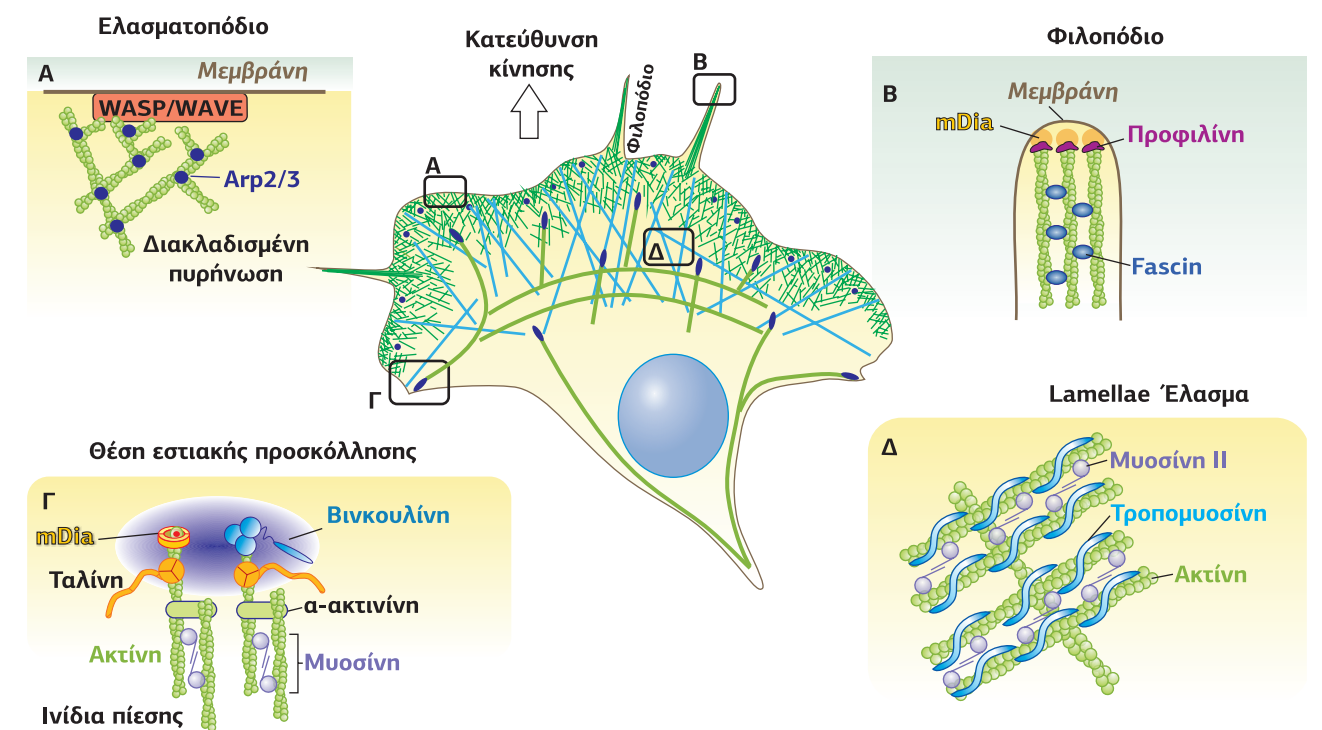 Ελασματοπόδιο
Α
Μεμβράνη
WASP/WAVE
Arp2/3
Διακλαδισμένη
πυρήνωση
Κατεύθυνση
κίνησης
Φιλοπόδιο
Β
Α
Δ
Γ
Φιλοπόδιο
Β
Μεμβράνη
mDia
Προφιλίνη
Fascin
Θέση εστιακής προσκόλλησης
Γ
mDia
Βινκουλίνη
Ταλίνη
α-ακτινίνη
Ακτίνη
Μυοσίνη
Ινίδια πίεσης
Lamellae Έλασμα
Δ
Μυοσίνη II
Τροπομυοσίνη
Ακτίνη